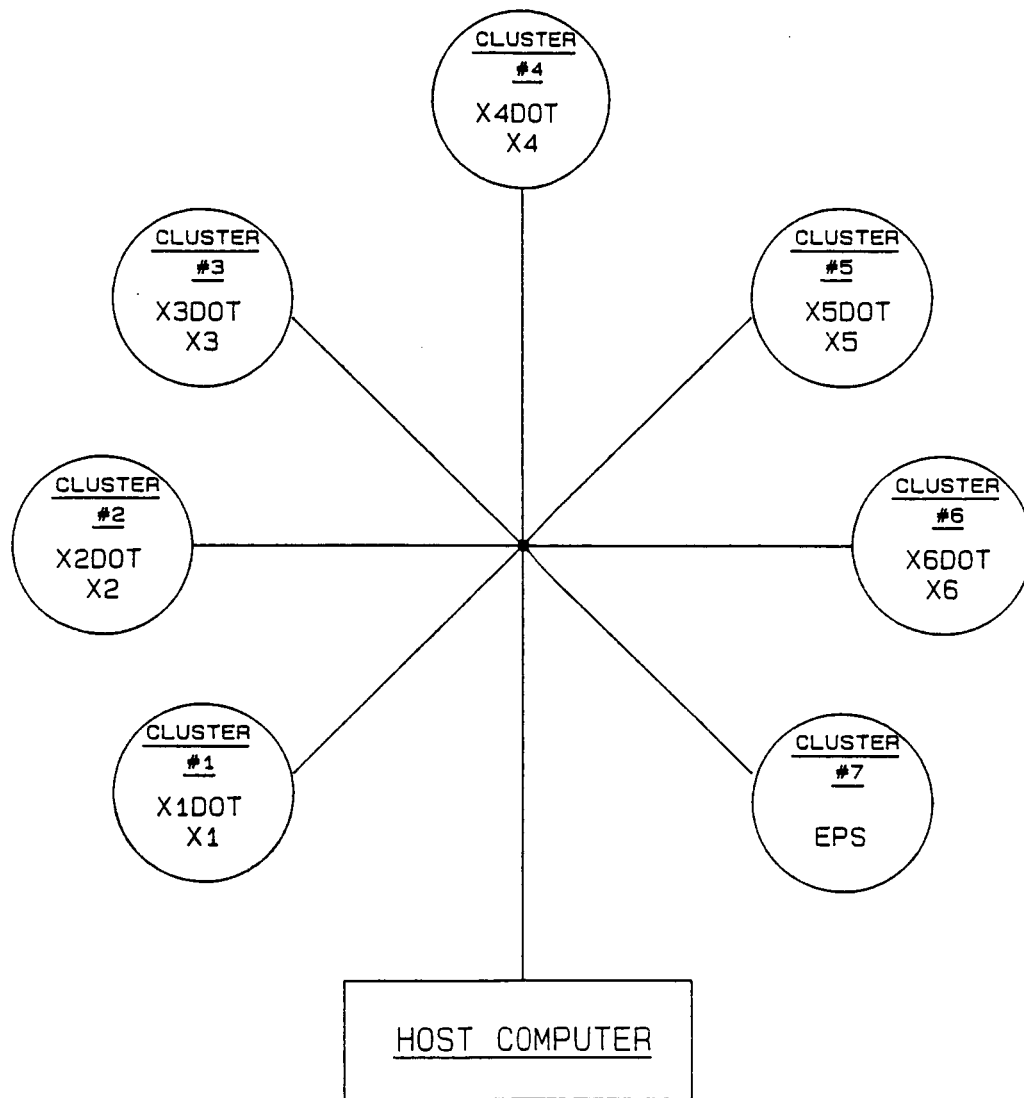 CLUSTER
#4
X4DOT
X4
CLUSTER
#3
X3DOT
X3
CLUSTER
#5
X5DOT
X5
CLUSTER
#2
X2DOT
X2
CLUSTER
#6
X6DOT
X6
CLUSTER
#1
X1DOT
X1
CLUSTER
#7
EPS
HOST COMPUTER